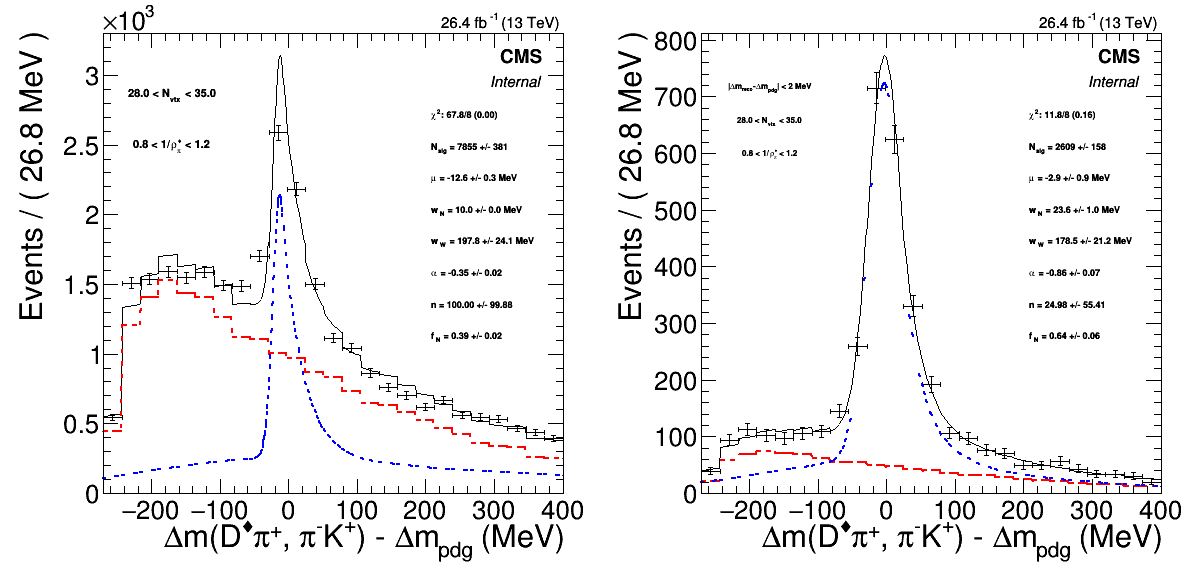 ×10³
26.4 fb⁻¹ (13 TeV)
CMS
Internal
28.0 < N_vtx < 35.0
0.8 < 1/ρ_π^♦ < 1.2
χ²: 67.8/8 (0.00)
N_sig = 7855 +/- 381
μ = -12.6 +/- 0.3 MeV
w_N = 10.0 +/- 0.0 MeV
w_W = 197.8 +/- 24.1 MeV
α = -0.35 +/- 0.02
n = 100.00 +/- 99.88
f_N = 0.39 +/- 0.02
Events / ( 26.8 MeV )
3
2.5
2
1.5
1
0.5
0
−200 −100 0 100 200 300 400
Δm(D^♦π⁺, π⁻K⁺) - Δm_pdg (MeV)
26.4 fb⁻¹ (13 TeV)
CMS
Internal
|Δm_reco-Δm_pdg| < 2 MeV
28.0 < N_vtx < 35.0
0.8 < 1/ρ_π^♦ < 1.2
χ²: 11.8/8 (0.16)
N_sig = 2609 +/- 158
μ = -2.9 +/- 0.9 MeV
w_N = 23.6 +/- 1.0 MeV
w_W = 178.5 +/- 21.2 MeV
α = -0.86 +/- 0.07
n = 24.98 +/- 55.41
f_N = 0.64 +/- 0.06
Events / ( 26.8 MeV )
800
700
600
500
400
300
200
100
0
−200 −100 0 100 200 300 400
Δm(D^♦π⁺, π⁻K⁺) - Δm_pdg (MeV)